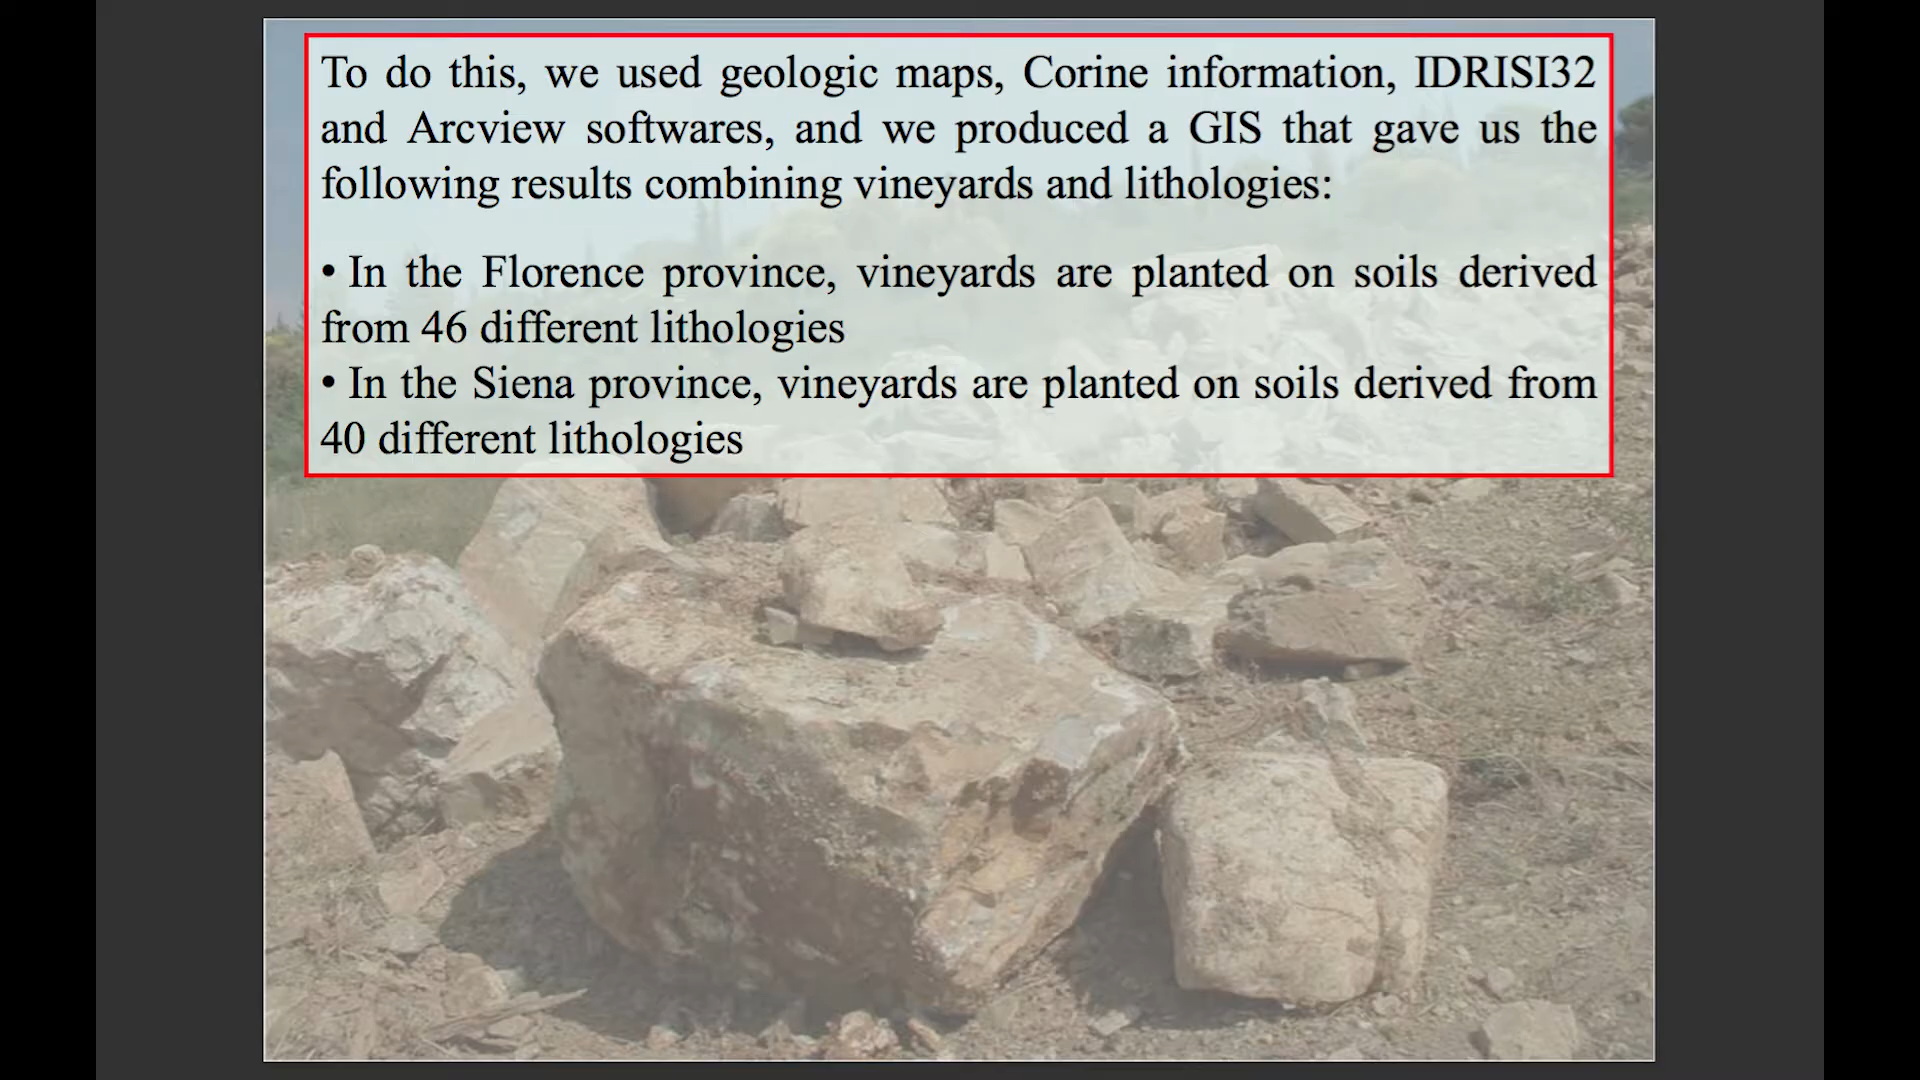 To do this, we used geologic maps, Corine information, IDRISI32
and Arcview softwares, and we produced a GIS that gave us the
following results combining vineyards and lithologies:
• In the Florence province, vineyards are planted on soils derived
from 46 different lithologies
• In the Siena province, vineyards are planted on soils derived from
40 different lithologies